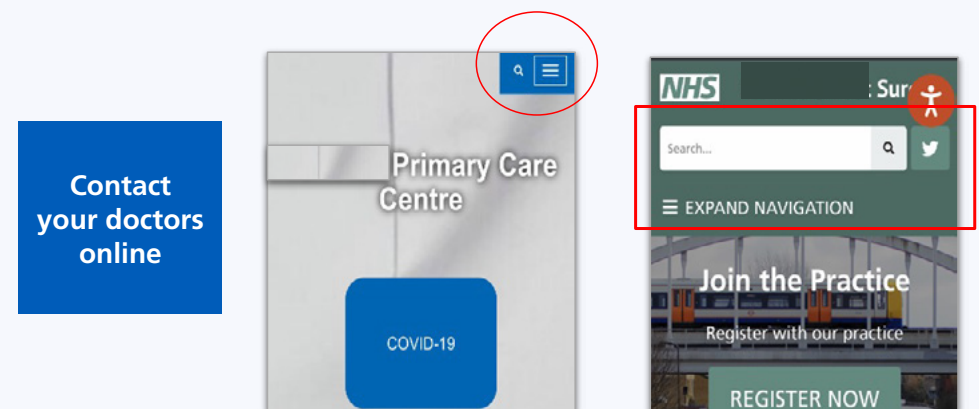 Contact
your doctors
online
Primary Care
Centre
COVID-19
NHS
Sur
Search...
EXPAND NAVIGATION
Join the Practice
Register with our practice
REGISTER NOW